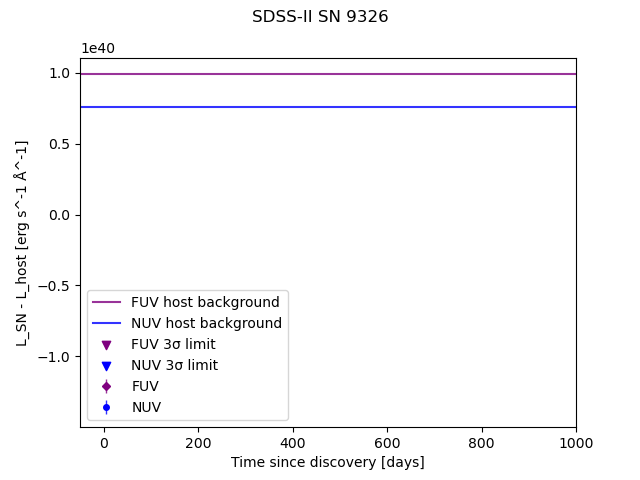 SDSS-II SN 9326
1e40
1.0
0.5
0.0
−0.5
−1.0
L_SN - L_host [erg s^-1 Å^-1]
FUV host background
NUV host background
FUV 3σ limit
NUV 3σ limit
FUV
NUV
0 200 400 600 800 1000
Time since discovery [days]